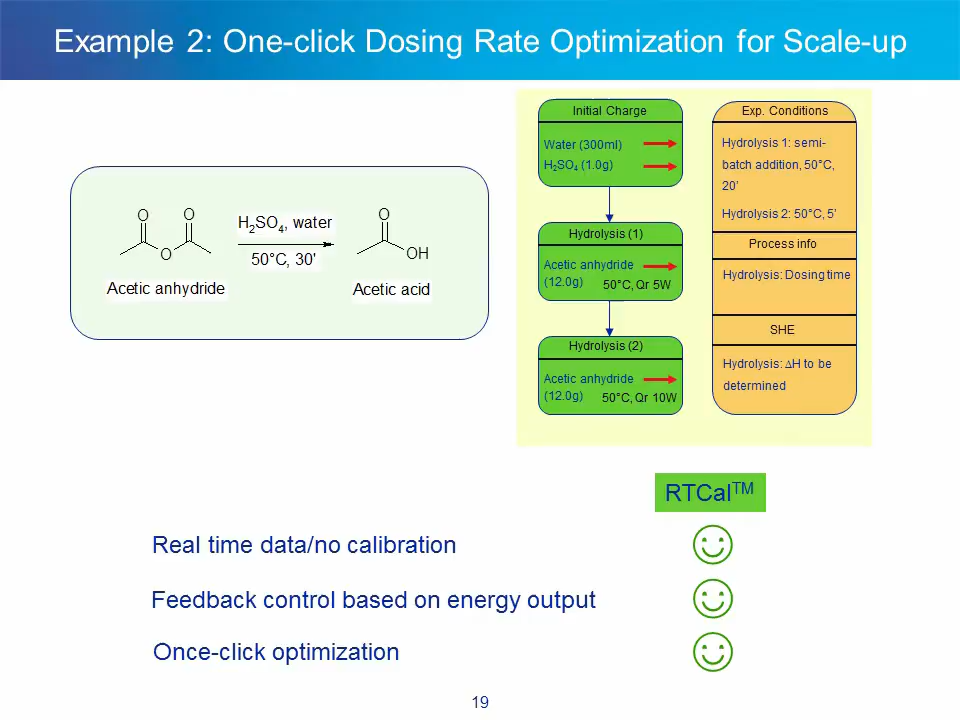 Example 2: One-click Dosing Rate Optimization for Scale-up
O
O
O
H₂SO₄, water
50°C, 30'
O
OH
Acetic anhydride
Acetic acid
Initial Charge
Water (300ml)
H₂SO₄ (1.0g)
Hydrolysis (1)
Acetic anhydride
(12.0g) 50°C, Qr 5W
Hydrolysis (2)
Acetic anhydride
(12.0g) 50°C, Qr 10W
Exp. Conditions
Hydrolysis 1: semi-
batch addition, 50°C,
20'
Hydrolysis 2: 50°C, 5'
Process info
Hydrolysis: Dosing time
SHE
Hydrolysis: ΔH to be
determined
RTCal™
Real time data/no calibration
Feedback control based on energy output
Once-click optimization
19